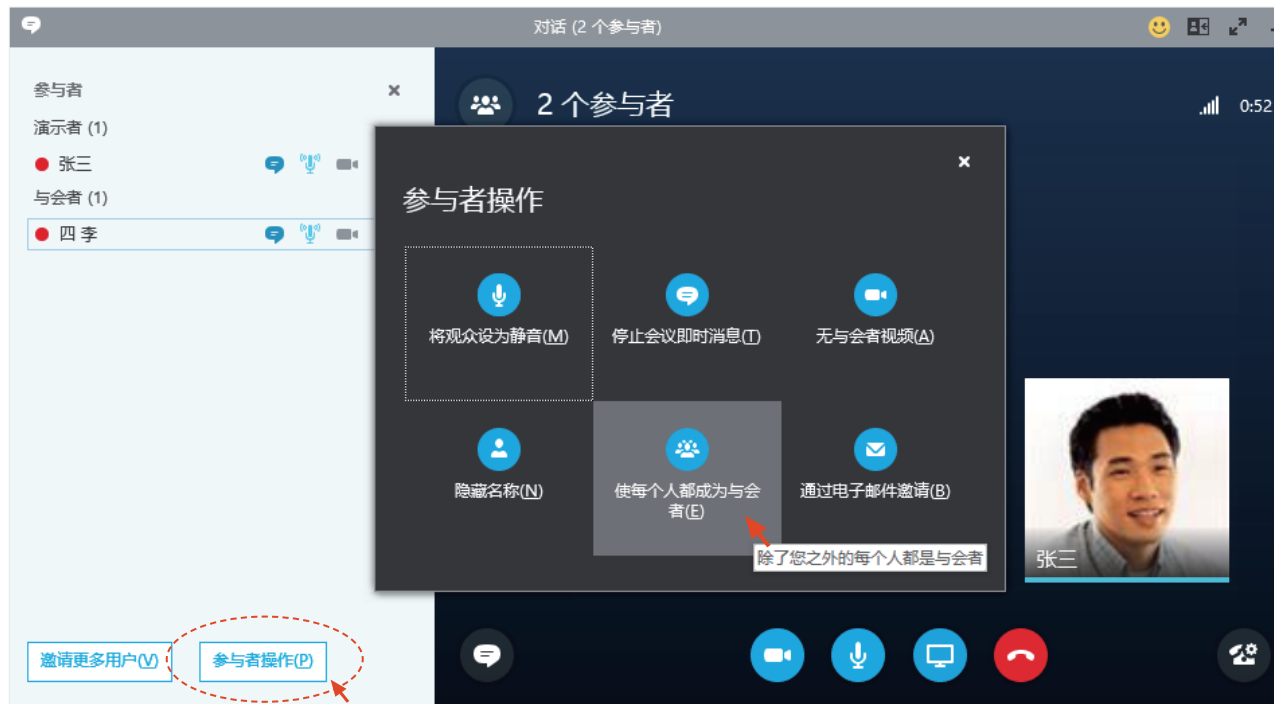 对话 (2 个参与者)
参与者
演示者 (1)
张三
与会者 (1)
四 李
邀请更多用户(V)
参与者操作(P)
2 个参与者
0:52
参与者操作
将观众设为静音(M)
停止会议即时消息(T)
无与会者视频(A)
隐藏名称(N)
使每个人都成为与会
者(E)
通过电子邮件邀请(B)
除了您之外的每个人都是与会者
张三